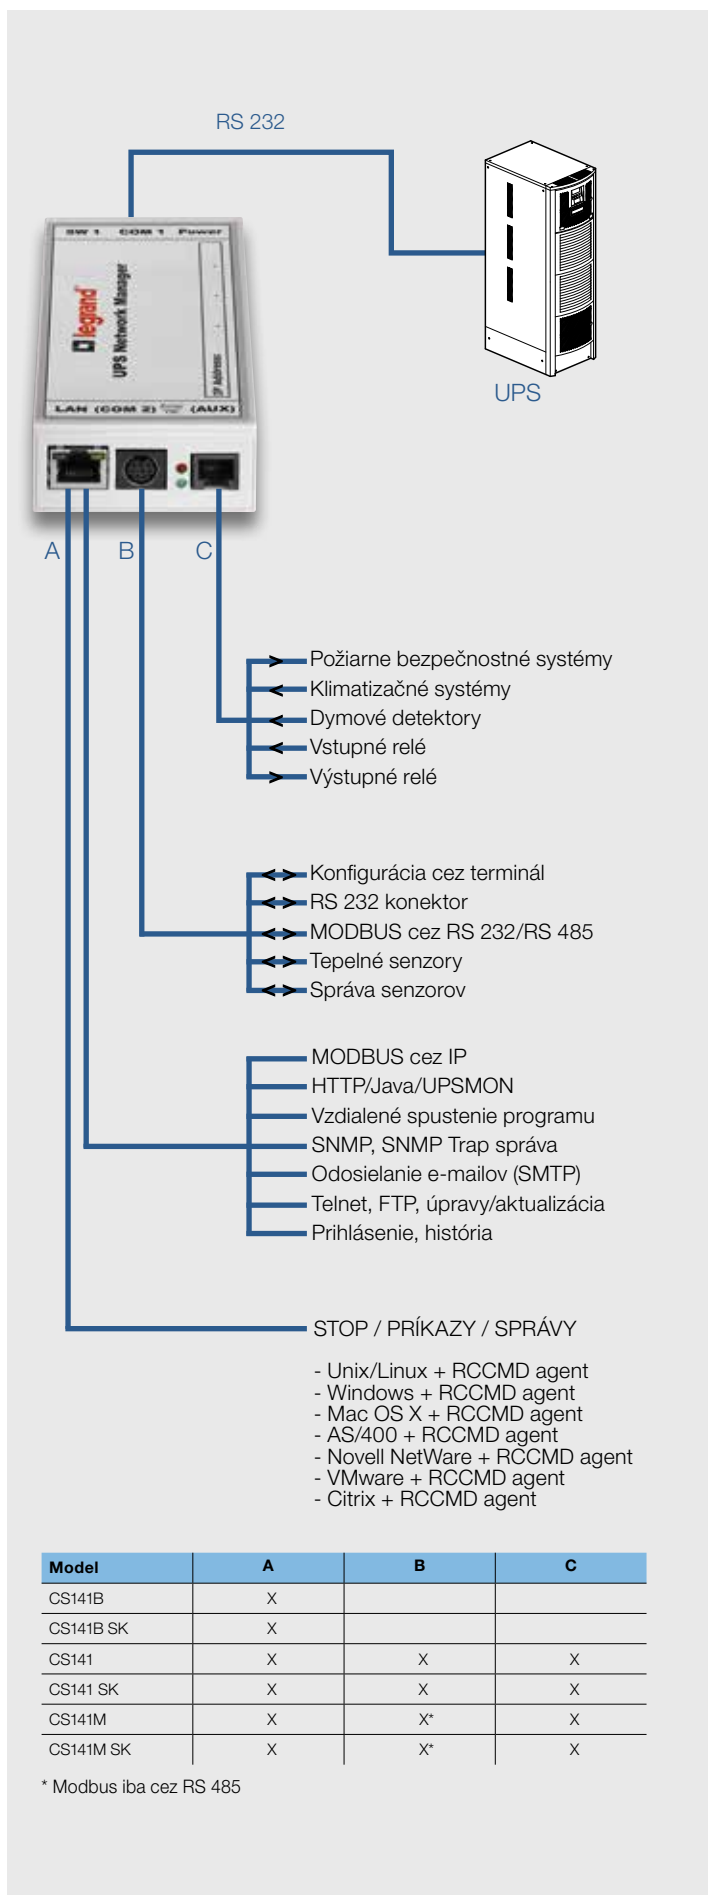 RS 232
SW 1 COM 1 Power
legrand
UPS Network Manager
IP Address:
LAN (COM 2) (AUX)
UPS
A B C
Požiarne bezpečnostné systémy
Klimatizačné systémy
Dymové detektory
Vstupné relé
Výstupné relé
Konfigurácia cez terminál
RS 232 konektor
MODBUS cez RS 232/RS 485
Tepelné senzory
Správa senzorov
MODBUS cez IP
HTTP/Java/UPSMON
Vzdialené spustenie programu
SNMP, SNMP Trap správa
Odosielanie e-mailov (SMTP)
Telnet, FTP, úpravy/aktualizácia
Prihlásenie, história
STOP / PRÍKAZY / SPRÁVY
- Unix/Linux + RCCMD agent
- Windows + RCCMD agent
- Mac OS X + RCCMD agent
- AS/400 + RCCMD agent
- Novell NetWare + RCCMD agent
- VMware + RCCMD agent
- Citrix + RCCMD agent
Model A B C
CS141B X
CS141B SK X
CS141 X X X
CS141 SK X X X
CS141M X X* X
CS141M SK X X* X
* Modbus iba cez RS 485